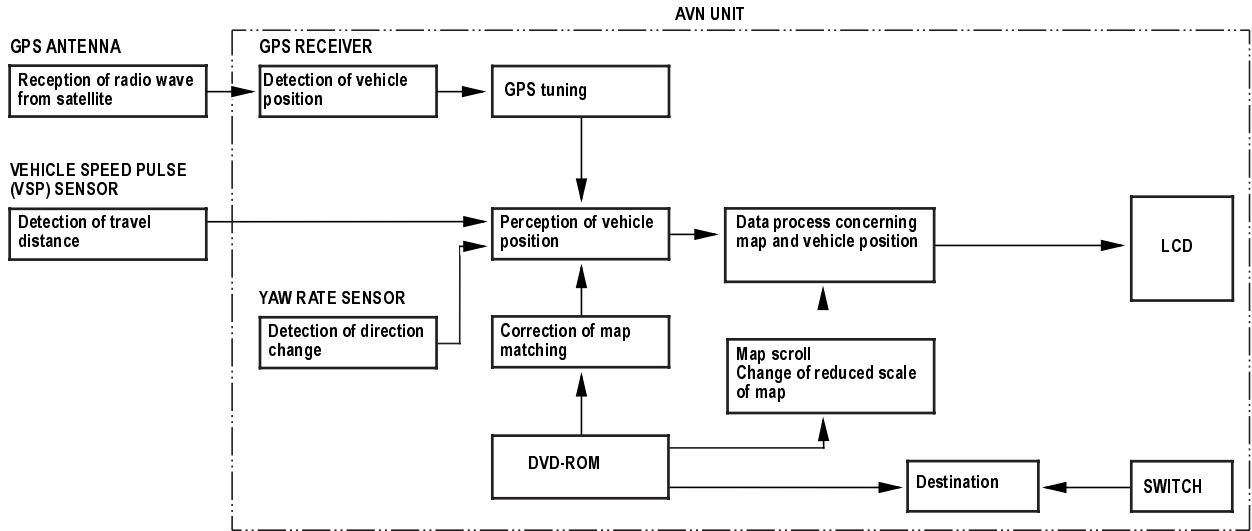 AVN UNIT
GPS ANTENNA
GPS RECEIVER
Reception of radio wave
from satellite
Detection of vehicle
position
GPS tuning
VEHICLE SPEED PULSE
(VSP) SENSOR
Detection of travel
distance
Perception of vehicle
position
Data process concerning
map and vehicle position
LCD
YAW RATE SENSOR
Detection of direction
change
Correction of map
matching
Map scroll
Change of reduced scale
of map
DVD-ROM
Destination
SWITCH